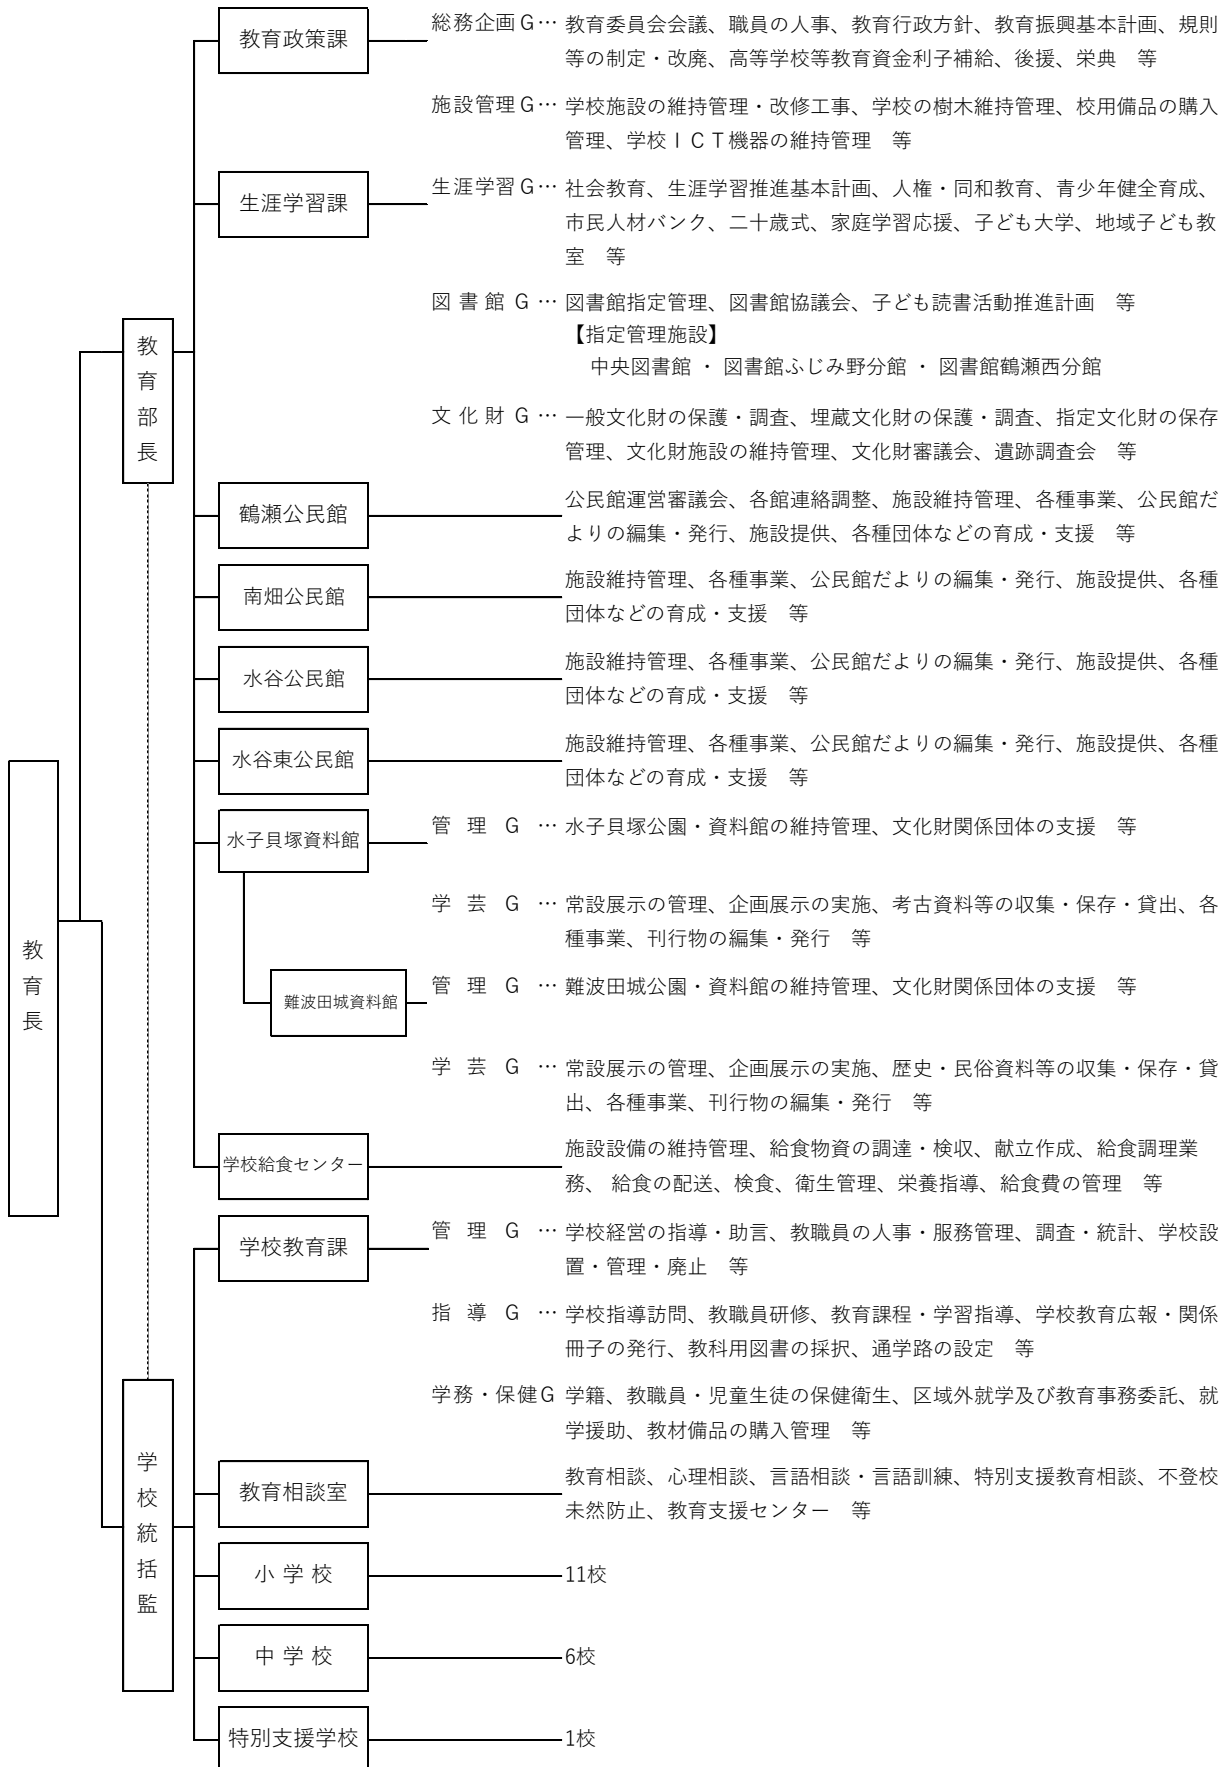 教育長
教育部長
教育政策課
総務企画G… 教育委員会会議、職員の人事、教育行政方針、教育振興基本計画、規則
等の制定・改廃、高等学校等教育資金利子補給、後援、栄典　等
施設管理G… 学校施設の維持管理・改修工事、学校の樹木維持管理、校用備品の購入
管理、学校ＩＣＴ機器の維持管理　等
生涯学習課
生涯学習G… 社会教育、生涯学習推進基本計画、人権・同和教育、青少年健全育成、
市民人材バンク、二十歳式、家庭学習応援、子ども大学、地域子ども教
室　等
図 書 館 G … 図書館指定管理、図書館協議会、子ども読書活動推進計画　等
【指定管理施設】
中央図書館 ・ 図書館ふじみ野分館 ・ 図書館鶴瀬西分館
文 化 財 G … 一般文化財の保護・調査、埋蔵文化財の保護・調査、指定文化財の保存
管理、文化財施設の維持管理、文化財審議会、遺跡調査会　等
鶴瀬公民館
公民館運営審議会、各館連絡調整、施設維持管理、各種事業、公民館だ
よりの編集・発行、施設提供、各種団体などの育成・支援　等
南畑公民館
施設維持管理、各種事業、公民館だよりの編集・発行、施設提供、各種
団体などの育成・支援　等
水谷公民館
施設維持管理、各種事業、公民館だよりの編集・発行、施設提供、各種
団体などの育成・支援　等
水谷東公民館
施設維持管理、各種事業、公民館だよりの編集・発行、施設提供、各種
団体などの育成・支援　等
水子貝塚資料館
管　理　G　… 水子貝塚公園・資料館の維持管理、文化財関係団体の支援　等
学　芸　G　… 常設展示の管理、企画展示の実施、考古資料等の収集・保存・貸出、各
種事業、刊行物の編集・発行　等
難波田城資料館
管　理　G　… 難波田城公園・資料館の維持管理、文化財関係団体の支援　等
学　芸　G　… 常設展示の管理、企画展示の実施、歴史・民俗資料等の収集・保存・貸
出、各種事業、刊行物の編集・発行　等
学校給食センター
施設設備の維持管理、給食物資の調達・検収、献立作成、給食調理業
務、 給食の配送、検食、衛生管理、栄養指導、給食費の管理　等
学校統括監
学校教育課
管　理　G　… 学校経営の指導・助言、教職員の人事・服務管理、調査・統計、学校設
置・管理・廃止　等
指　導　G　… 学校指導訪問、教職員研修、教育課程・学習指導、学校教育広報・関係
冊子の発行、教科用図書の採択、通学路の設定　等
学務・保健G 学籍、教職員・児童生徒の保健衛生、区域外就学及び教育事務委託、就
学援助、教材備品の購入管理　等
教育相談室
教育相談、心理相談、言語相談・言語訓練、特別支援教育相談、不登校
未然防止、教育支援センター　等
小 学 校
11校
中 学 校
6校
特別支援学校
1校